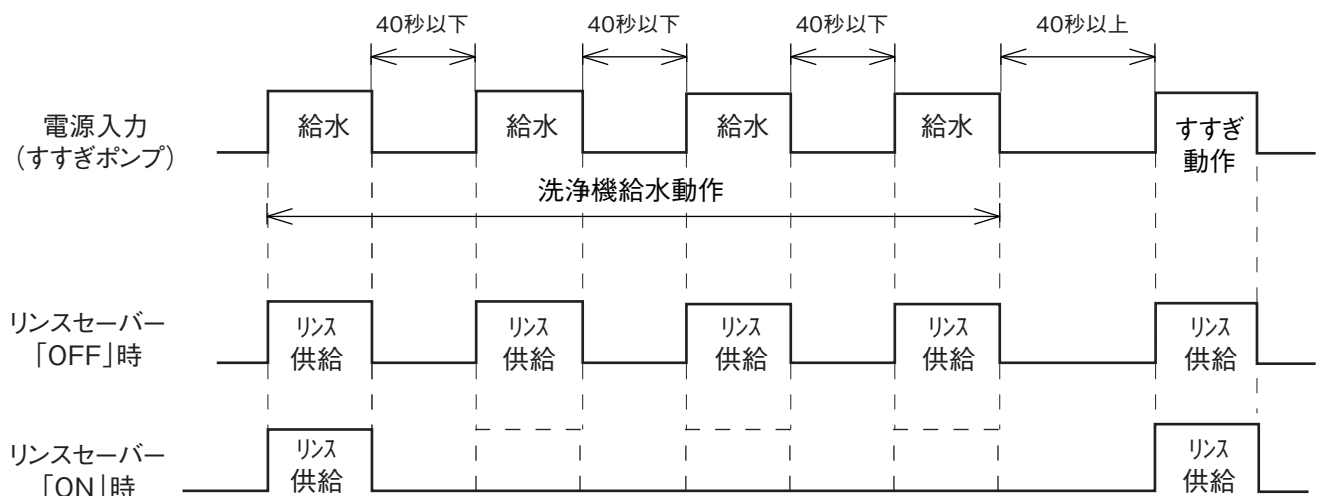 40秒以下
40秒以下
40秒以下
40秒以上
電源入力
(すすぎポンプ)
給水
給水
給水
給水
すすぎ
動作
洗浄機給水動作
リンスセーバー
「OFF」時
リンス
供給
リンス
供給
リンス
供給
リンス
供給
リンス
供給
リンスセーバー
「ON」時
リンス
供給
リンス
供給